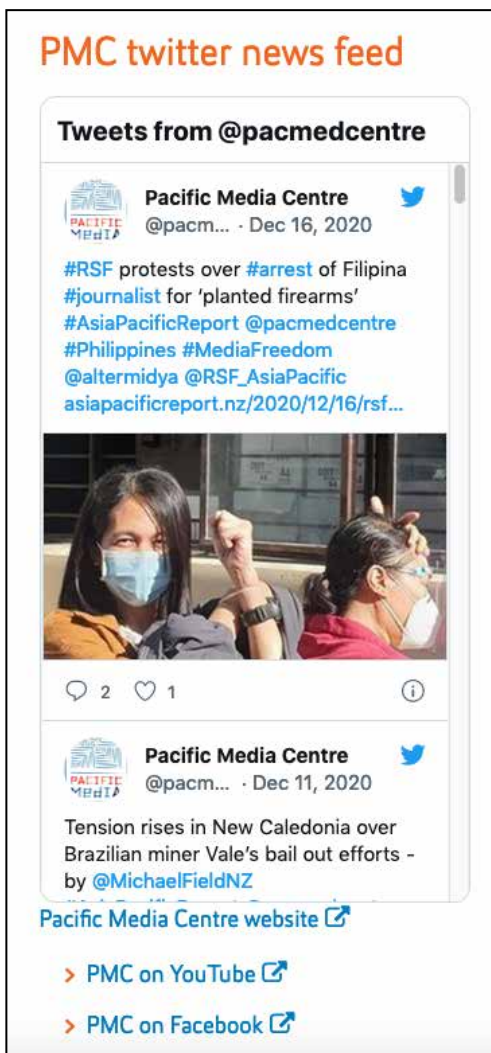 PMC twitter news feed
Tweets from @pacmedcentre
Pacific Media Centre
@pacm... · Dec 16, 2020
#RSF protests over #arrest of Filipina
#journalist for ‘planted firearms’
#AsiaPacificReport @pacmedcentre
#Philippines #MediaFreedom
@altermidya @RSF_AsiaPacific
asiapacificreport.nz/2020/12/16/rsf...
2 1
Pacific Media Centre
@pacm... · Dec 11, 2020
Tension rises in New Caledonia over
Brazilian miner Vale’s bail out efforts -
by @MichaelFieldNZ
Pacific Media Centre website
PMC on YouTube
PMC on Facebook